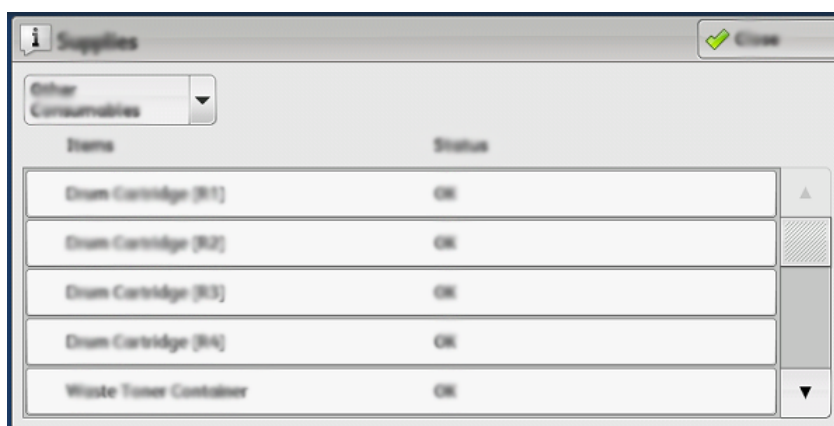 Supplies
Close
Other
Consumables
Items Status
Drum Cartridge [R1] OK
Drum Cartridge [R2] OK
Drum Cartridge [R3] OK
Drum Cartridge [R4] OK
Waste Toner Container OK